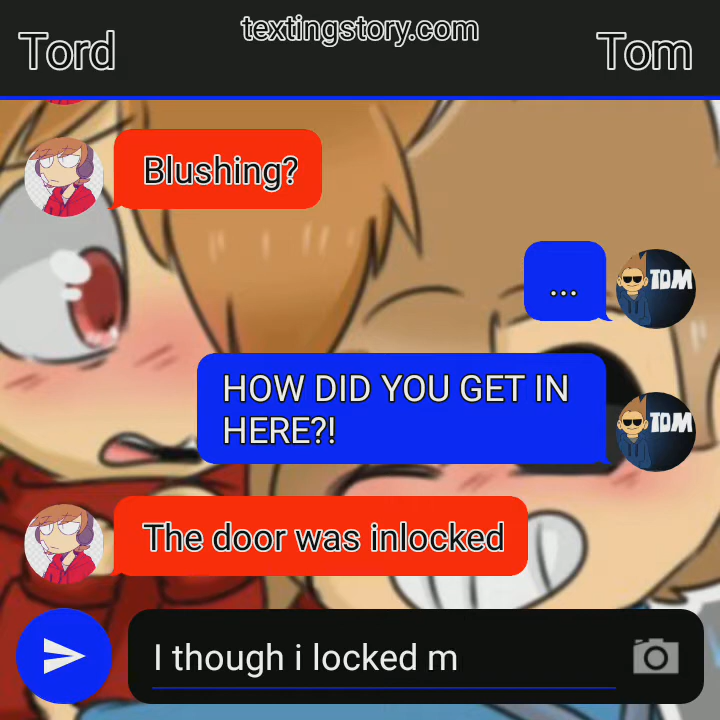 textingstory.com
Tord
Tom
Blushing?
...
TOM
HOW DID YOU GET IN
HERE?!
TOM
The door was inlocked
I though i locked m